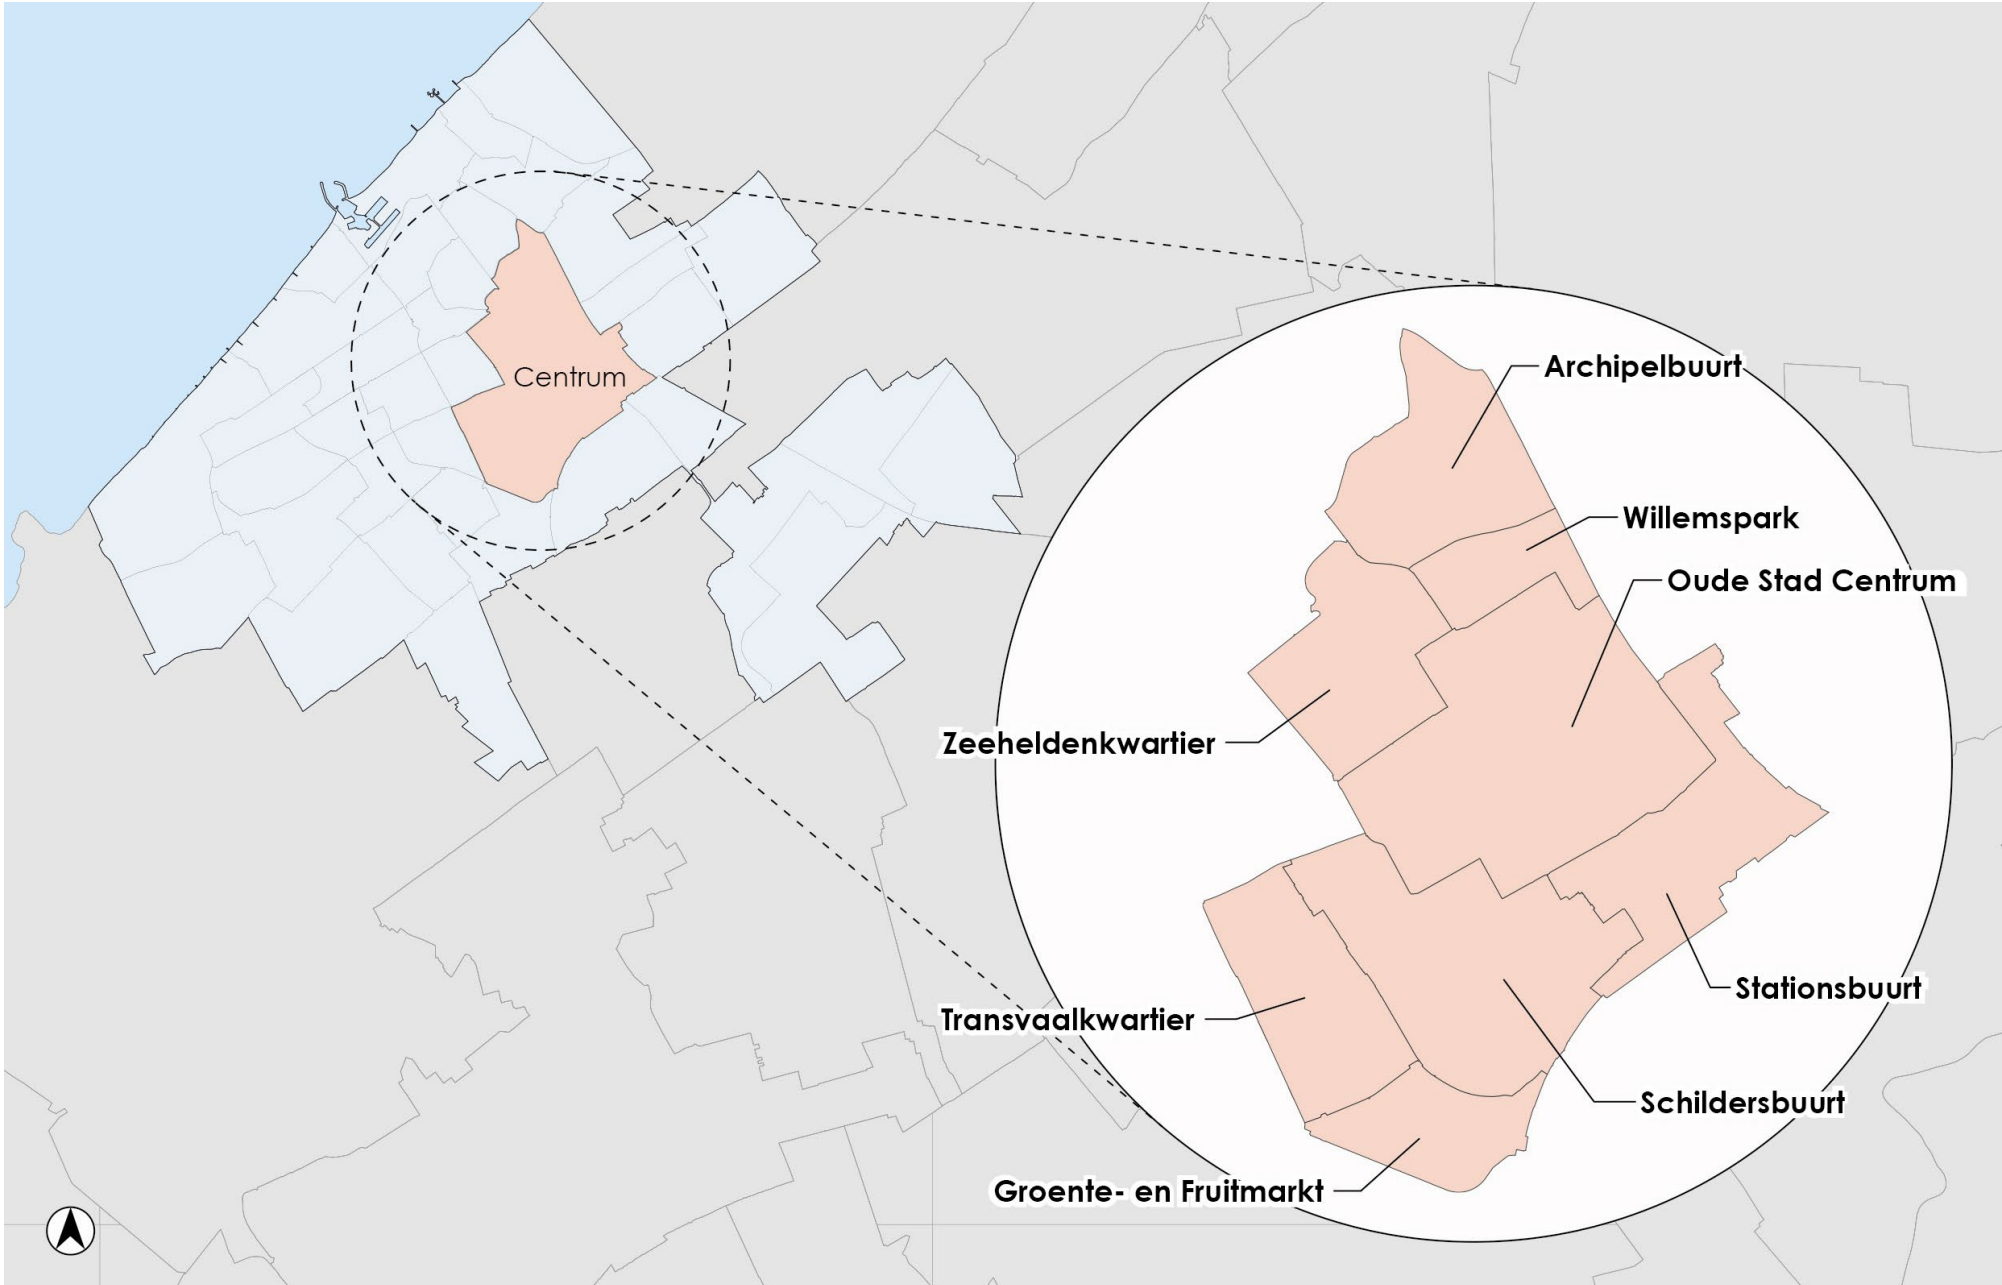 Centrum
Archipelbuurt
Willemspark
Oude Stad Centrum
Zeeheldenkwartier
Stationsbuurt
Transvaalkwartier
Schildersbuurt
Groente- en Fruitmarkt